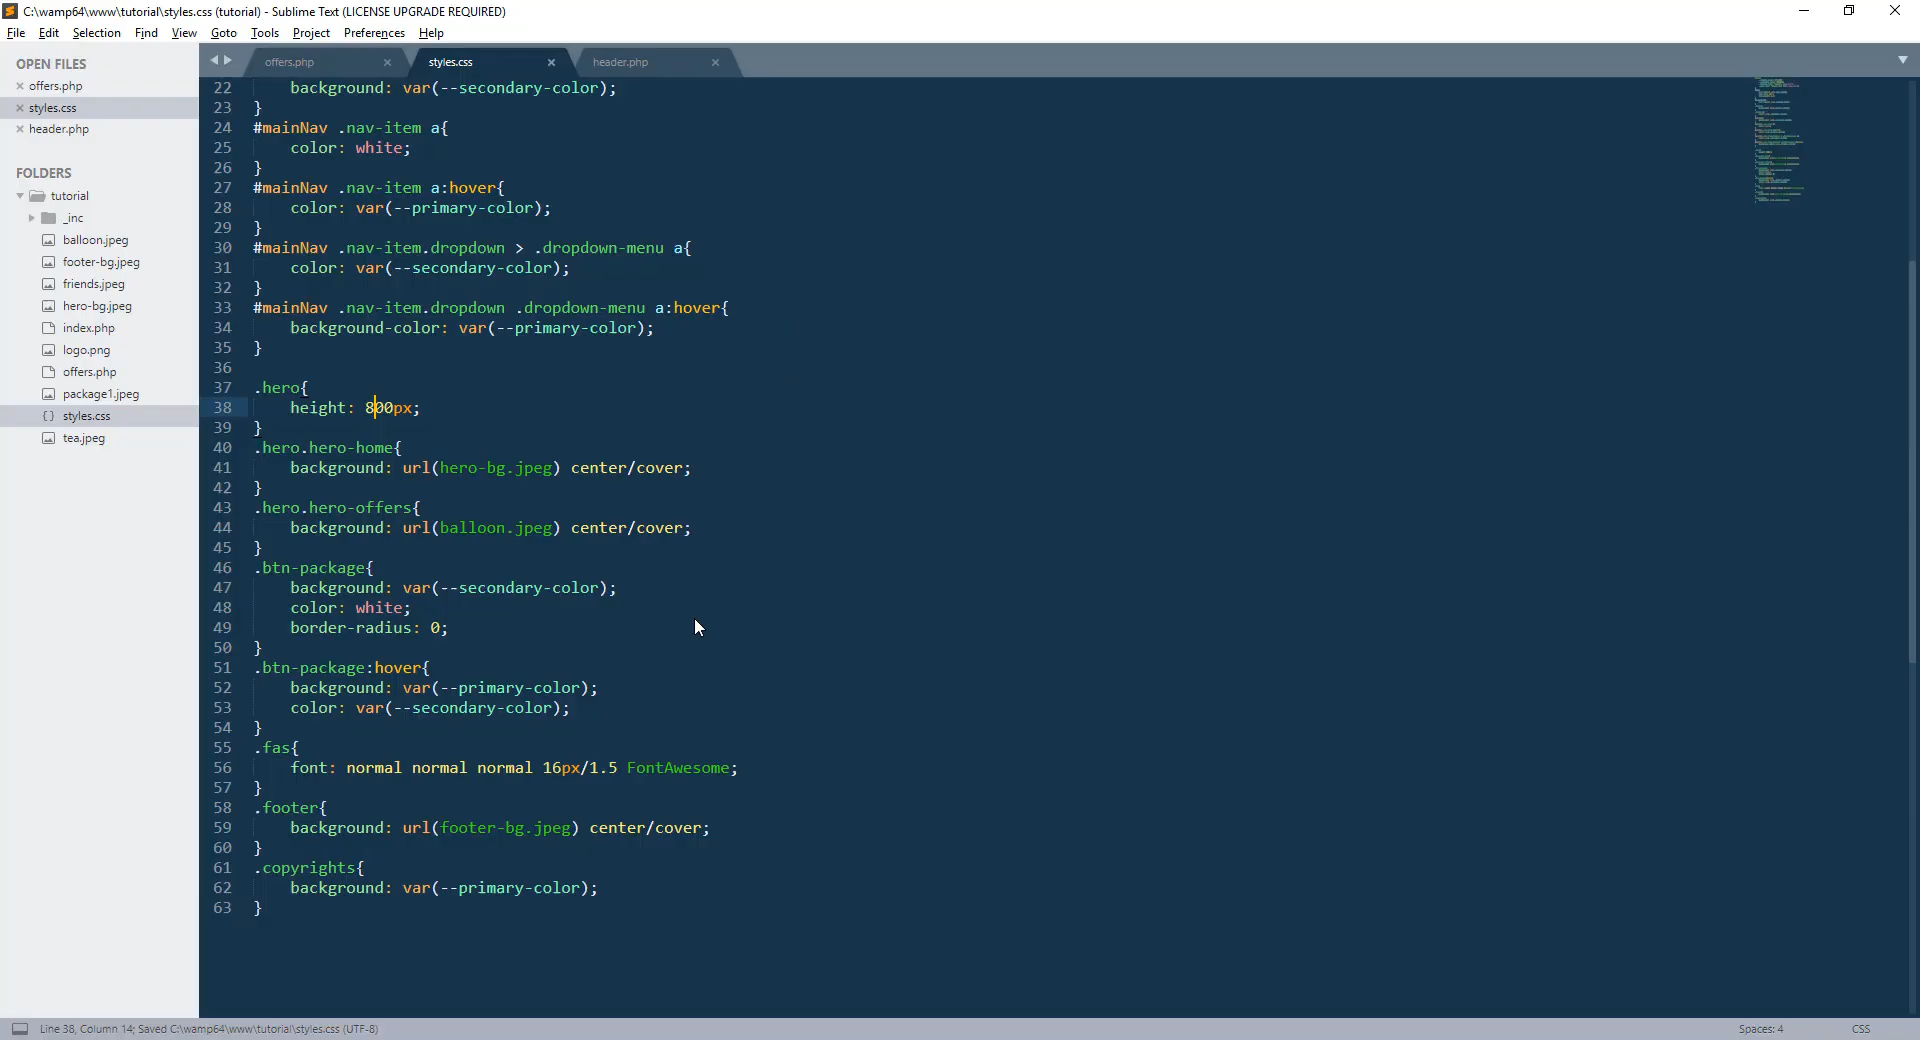 C:\wamp64\www\tutorial\styles.css (tutorial) - Sublime Text (LICENSE UPGRADE REQUIRED)
File Edit Selection Find View Goto Tools Project Preferences Help
OPEN FILES
offers.php
styles.css
header.php
FOLDERS
tutorial
_inc
balloon.jpeg
footer-bg.jpeg
friends.jpeg
hero-bg.jpeg
index.php
logo.png
offers.php
package1.jpeg
styles.css
tea.jpeg
offers.php styles.css header.php
22 background: var(--secondary-color);
23 }
24 #mainNav .nav-item a{
25 color: white;
26 }
27 #mainNav .nav-item a:hover{
28 color: var(--primary-color);
29 }
30 #mainNav .nav-item.dropdown > .dropdown-menu a{
31 color: var(--secondary-color);
32 }
33 #mainNav .nav-item.dropdown .dropdown-menu a:hover{
34 background-color: var(--primary-color);
35 }
36
37 .hero{
38 height: 800px;
39 }
40 .hero.hero-home{
41 background: url(hero-bg.jpeg) center/cover;
42 }
43 .hero.hero-offers{
44 background: url(balloon.jpeg) center/cover;
45 }
46 .btn-package{
47 background: var(--secondary-color);
48 color: white;
49 border-radius: 0;
50 }
51 .btn-package:hover{
52 background: var(--primary-color);
53 color: var(--secondary-color);
54 }
55 .fas{
56 font: normal normal normal 16px/1.5 FontAwesome;
57 }
58 .footer{
59 background: url(footer-bg.jpeg) center/cover;
60 }
61 .copyrights{
62 background: var(--primary-color);
63 }
Line 38, Column 14; Saved C:\wamp64\www\tutorial\styles.css (UTF-8) Spaces: 4 CSS